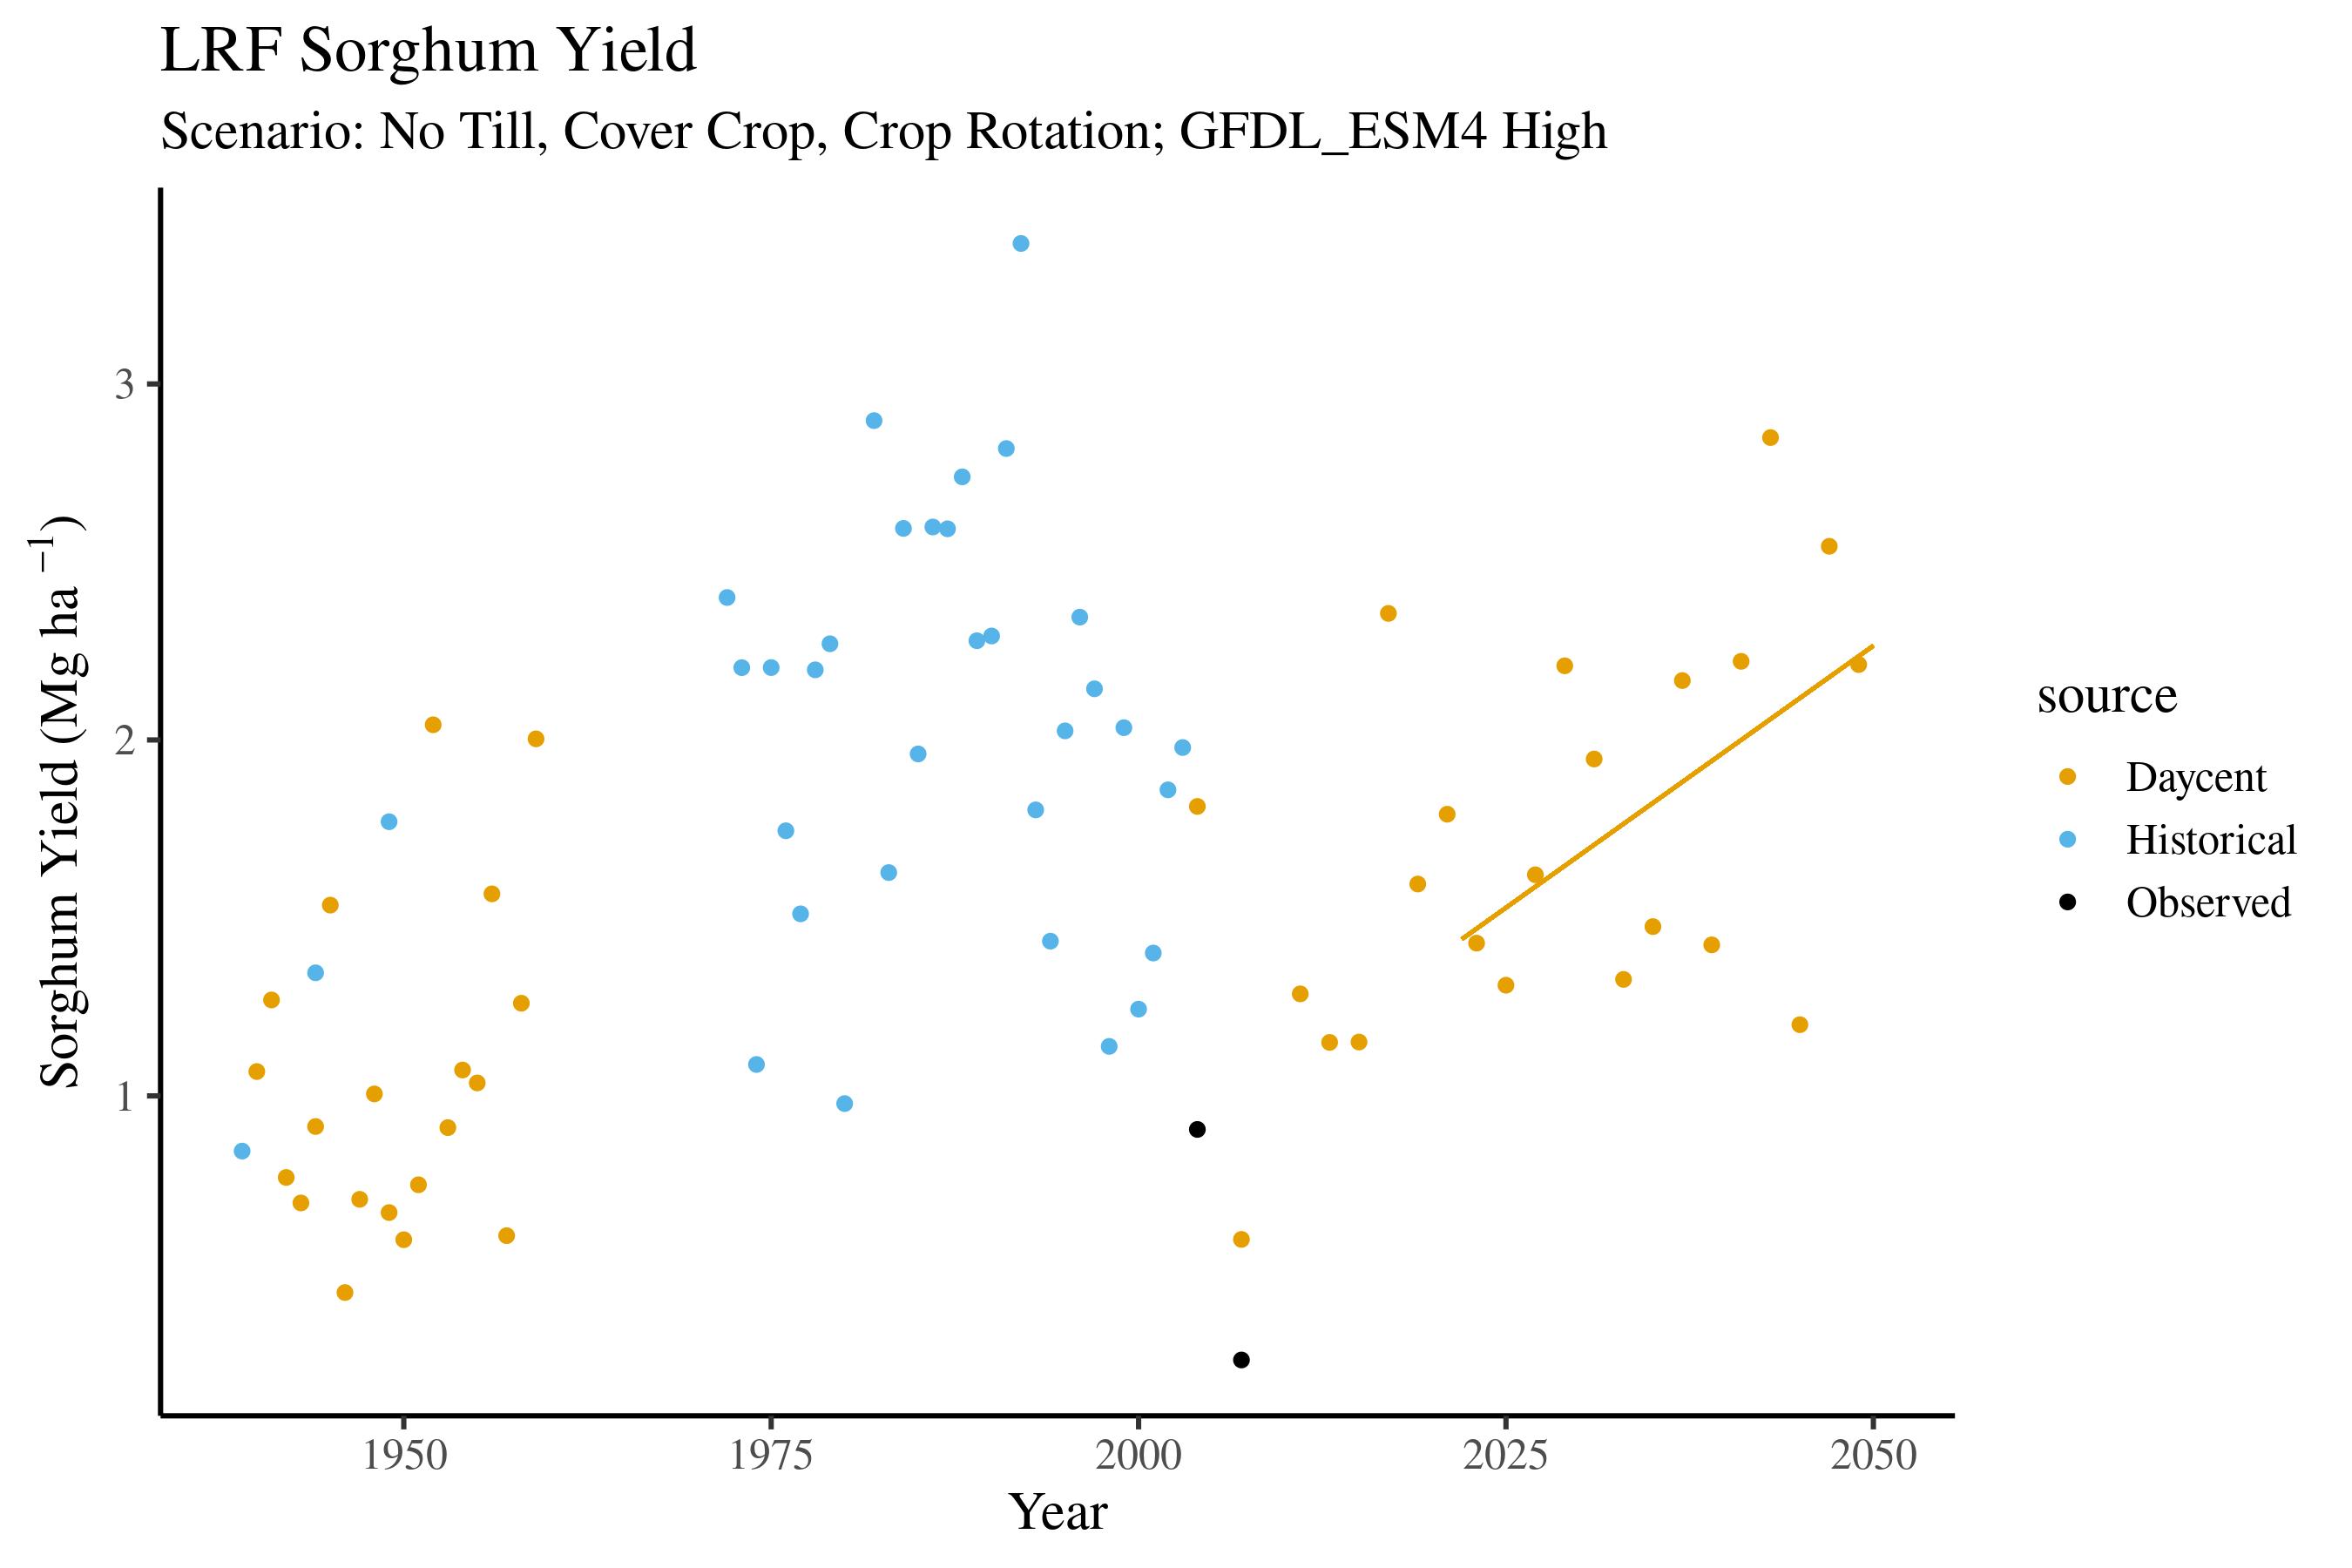 LRF Sorghum Yield
Scenario: No Till, Cover Crop, Crop Rotation; GFDL_ESM4 High
Sorghum Yield (Mg ha −1)
3
2
1
1950 1975 2000 2025 2050
Year
source
Daycent
Historical
Observed